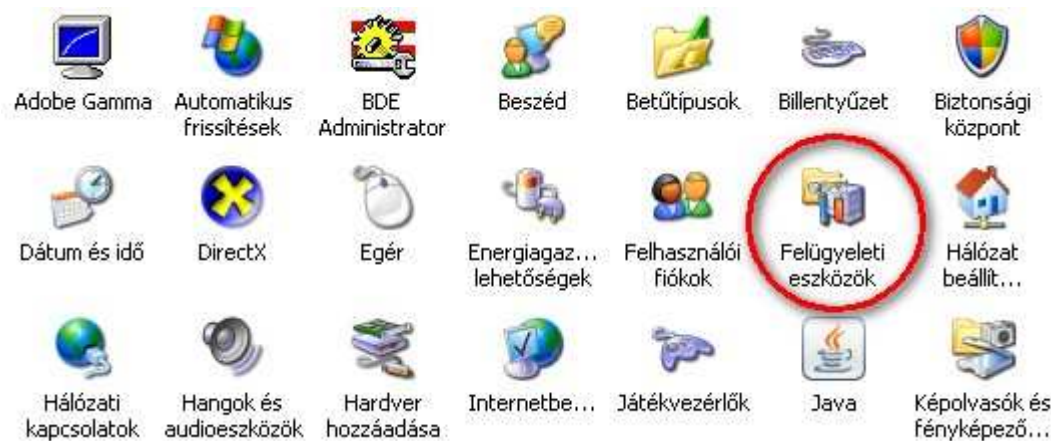 Adobe Gamma
Automatikus
frissítések
BDE
Administrator
Beszéd
Betűtípusok
Billentyűzet
Biztonsági
központ
Dátum és idő
DirectX
Egér
Energiagaz...
lehetőségek
Felhasználói
fiókok
Felügyeleti
eszközök
Hálózat
beállít...
Hálózati
kapcsolatok
Hangok és
audioeszközök
Hardver
hozzáadása
Internetbe...
Játékvezérlők
Java
Képolvasók és
fényképező...